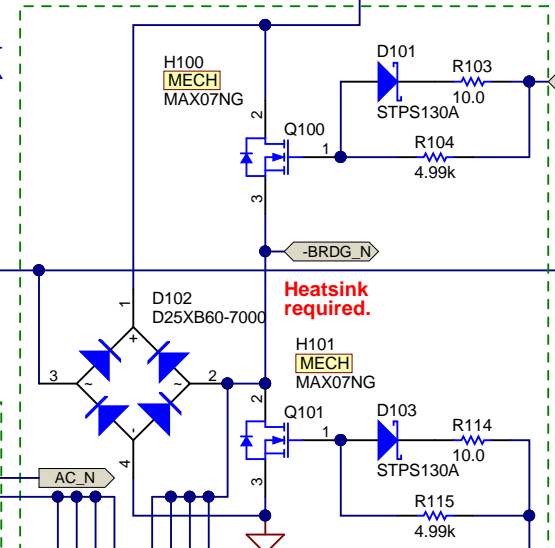 D101
R103
H100
MECH
MAX07NG
10.0
STPS130A
2
Q100
R104
1
4.99k
3
-BRDG_N
Heatsink
required.
1
D102
D25XB60-7000
+
H101
MECH
MAX07NG
3
~
~
2
2
Q101
D103
R114
1
10.0
-
STPS130A
4
AC_N
3
R115
4.99k